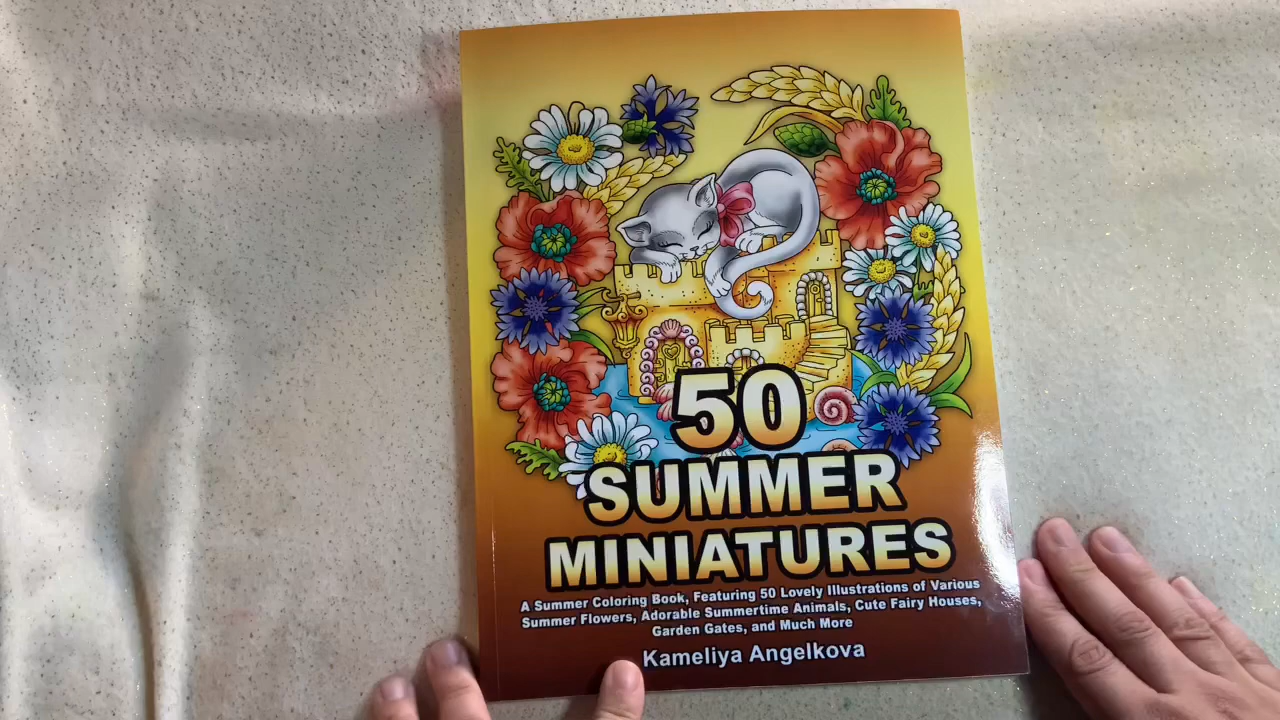 50
SUMMER
MINIATURES
A Summer Coloring Book, Featuring 50 Lovely Illustrations of Various
Summer Flowers, Adorable Summertime Animals, Cute Fairy Houses,
Garden Gates, and Much More
Kameliya Angelkova